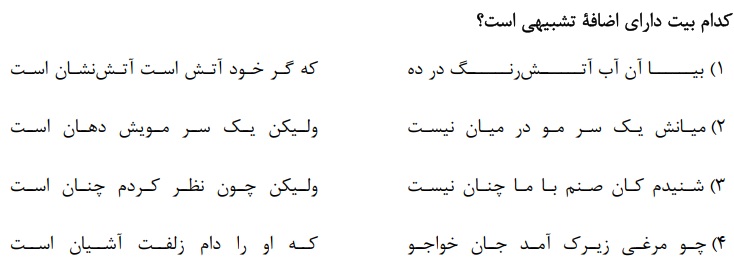 کدام بیت دارای اضافهٔ تشبیهی است؟
۱) بیا آن آب آتش‌رنگ در ده که گر خود آتش است آتش‌نشان است
۲) میانش یک سر مو در میان نیست ولیکن یک سر مویش دهان است
۳) شنیدم کان صنم با ما چنان نیست ولیکن چون نظر کردم چنان است
۴) چو مرغی زیرک آمد جان خواجو که او را دام زلفت آشیان است